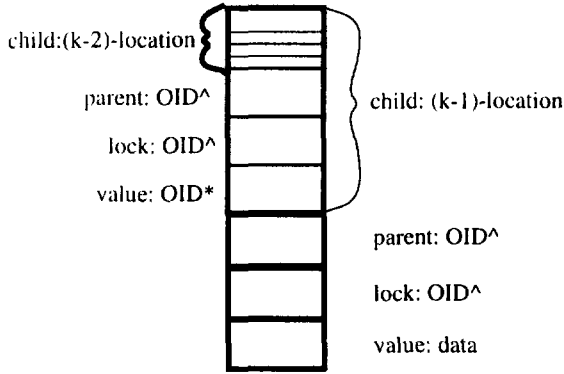 child:(k-2)-location
parent: OID^
lock: OID^
value: OID*
child: (k-1)-location
parent: OID^
lock: OID^
value: data